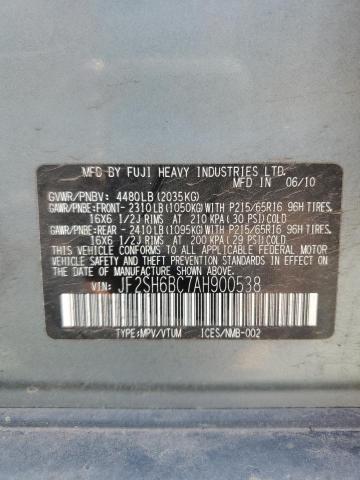 MFD BY FUJI HEAVY INDUSTRIES LTD.
IN 06/10
GVWR/PNBV: 4480LB(2035KG)
GAWR/PNBE:FRONT- 2310LB(1050KG)WITH P215/65R16 96H TIRES
16X6 1/2J RIMS AT 210 KPA(30 PSI)COLD
GAWR/PNBE:REAR - 2410LB(1095KG)WITH P215/65R16 96H TIRES
16X6 1/2J RIMS AT 200 KPA(29 PSI)COLD
THIS VEHICLE CONFORMS TO ALL APPLICABLE FEDERAL MOTOR
VEHICLE SAFETY STANDARDS IN EFFECT ON THE DATE OF
MANUFACTURE SHOWN ABOVE.
VIN: JF2SH6BC7AH900538
TYPE:MPV/VTUM ICES/NMB-002